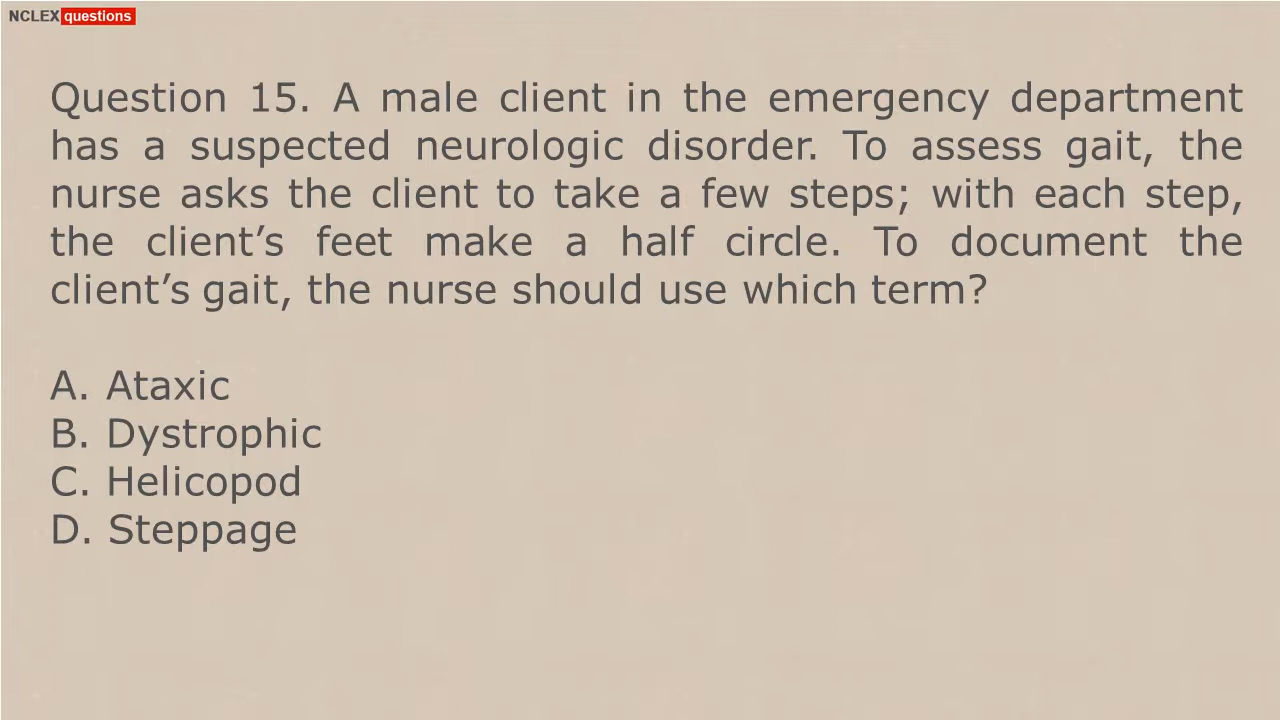 NCLEX questions
Question 15. A male client in the emergency department
has a suspected neurologic disorder. To assess gait, the
nurse asks the client to take a few steps; with each step,
the client’s feet make a half circle. To document the
client’s gait, the nurse should use which term?
A. Ataxic
B. Dystrophic
C. Helicopod
D. Steppage